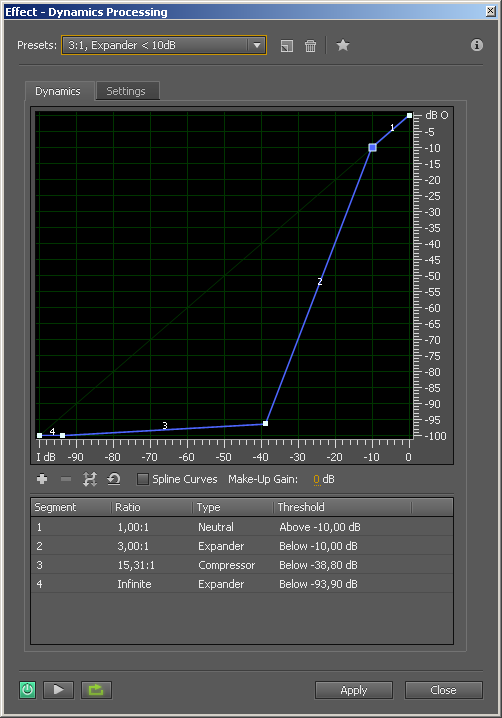 Effect - Dynamics Processing
Presets: 3:1, Expander < 10dB
Dynamics Settings
dB O
-5
-10
-15
-20
-25
-30
-35
-40
-45
-50
-55
-60
-65
-70
-75
-80
-85
-90
-95
-100
1
2
3
4
I dB -90 -80 -70 -60 -50 -40 -30 -20 -10 0
Spline Curves Make-Up Gain: 0 dB
Segment Ratio Type Threshold
1 1,00:1 Neutral Above -10,00 dB
2 3,00:1 Expander Below -10,00 dB
3 15,31:1 Compressor Below -38,80 dB
4 Infinite Expander Below -93,90 dB
Apply Close